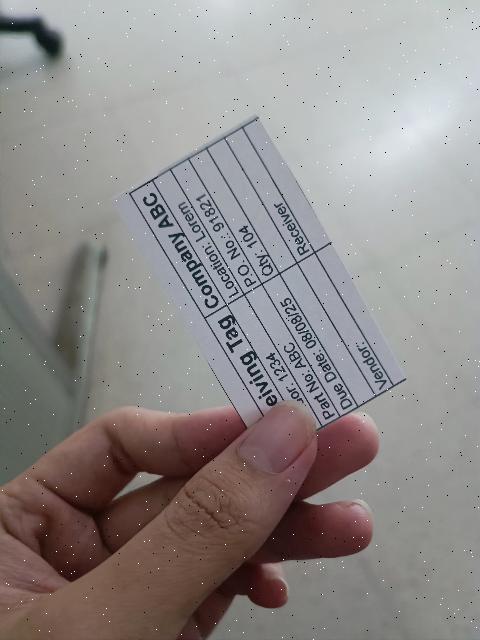 eiving Tag | Company ABC
or: 1234 Location: Lorem
Part No: ABC P.O. No.: 91821
Due Date: 08/08/25 Qty: 104
Vendor: Receiver